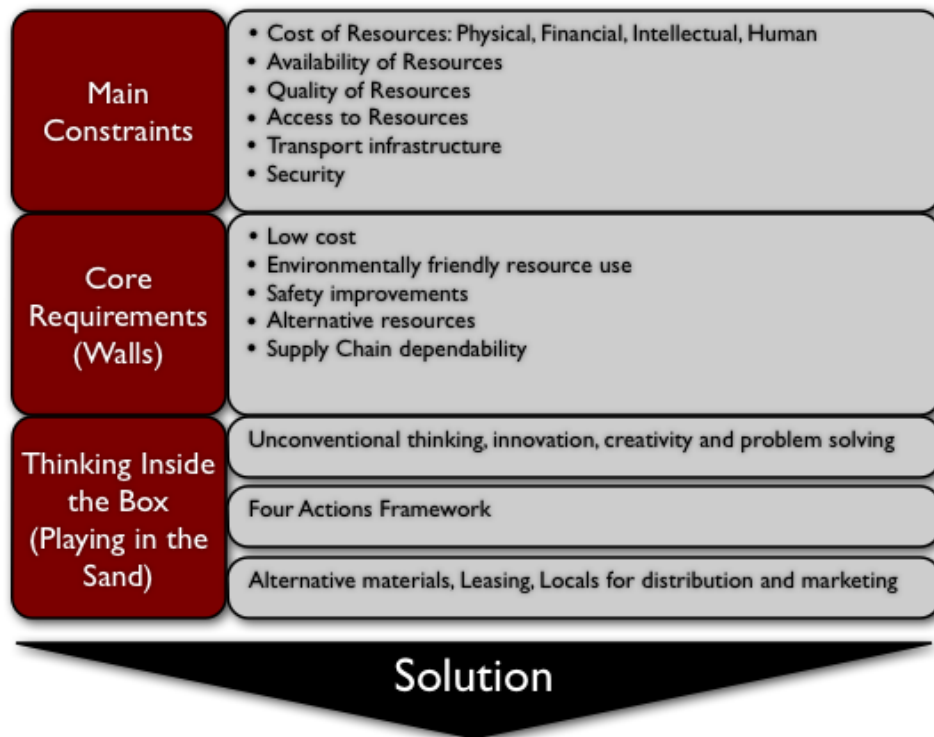 Main
Constraints
• Cost of Resources: Physical, Financial, Intellectual, Human
• Availability of Resources
• Quality of Resources
• Access to Resources
• Transport infrastructure
• Security
Core
Requirements
(Walls)
• Low cost
• Environmentally friendly resource use
• Safety improvements
• Alternative resources
• Supply Chain dependability
Thinking Inside
the Box
(Playing in the
Sand)
Unconventional thinking, innovation, creativity and problem solving
Four Actions Framework
Alternative materials, Leasing, Locals for distribution and marketing
Solution